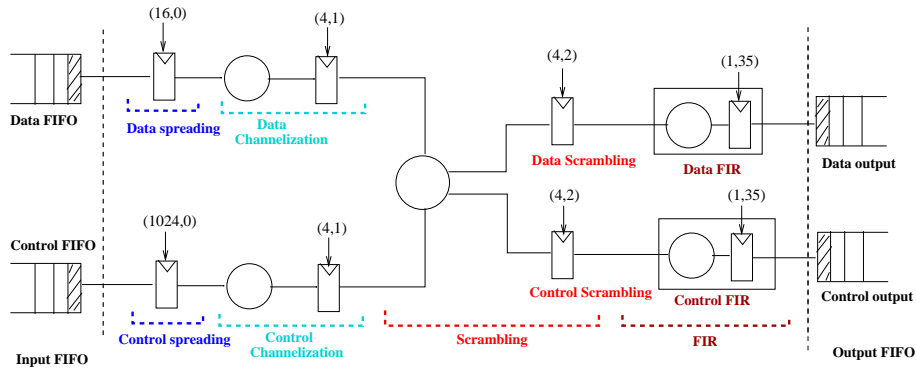 (16,0)
(4,1)
(4,2)
(1,35)
Data FIFO
Data spreading
Data
Channelization
Data Scrambling
Data FIR
Data output
(1024,0)
(4,1)
(4,2)
(1,35)
Control FIFO
Control Scrambling
Control FIR
Control output
Control spreading
Control
Channelization
Scrambling
FIR
Input FIFO
Output FIFO